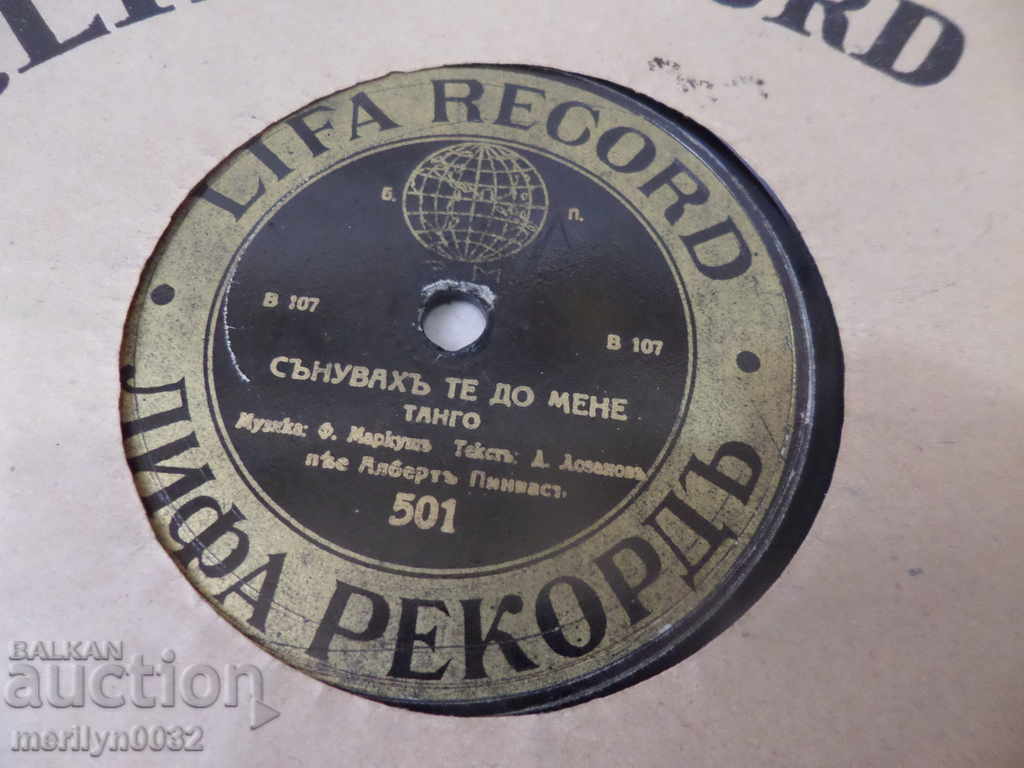 LIFA RECORD
Б. П.
В 107
В 107
СЪНУВАХЪ ТЕ ДО МЕНЕ
ТАНГО
Музика: Ф. Маркушъ Текстъ: Д. Лозановъ
пѣе Албертъ Пинкасъ
501
ЛИФА РЕКОРДЪ
BALKAN
auction
merilyn0032